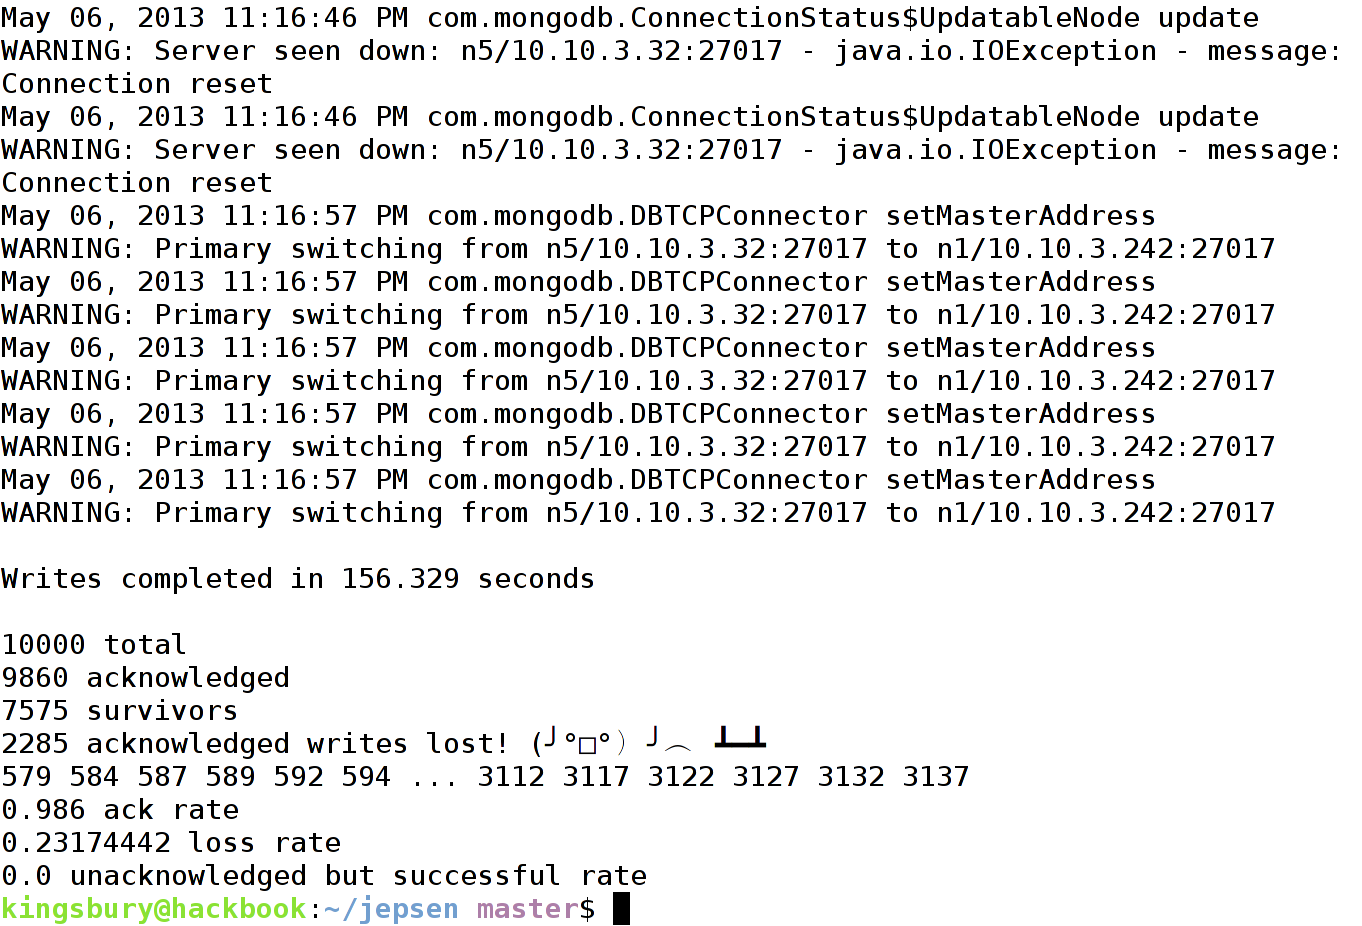 May 06, 2013 11:16:46 PM com.mongodb.ConnectionStatus$UpdatableNode update
WARNING: Server seen down: n5/10.10.3.32:27017 - java.io.IOException - message:
Connection reset
May 06, 2013 11:16:46 PM com.mongodb.ConnectionStatus$UpdatableNode update
WARNING: Server seen down: n5/10.10.3.32:27017 - java.io.IOException - message:
Connection reset
May 06, 2013 11:16:57 PM com.mongodb.DBTCPConnector setMasterAddress
WARNING: Primary switching from n5/10.10.3.32:27017 to n1/10.10.3.242:27017
May 06, 2013 11:16:57 PM com.mongodb.DBTCPConnector setMasterAddress
WARNING: Primary switching from n5/10.10.3.32:27017 to n1/10.10.3.242:27017
May 06, 2013 11:16:57 PM com.mongodb.DBTCPConnector setMasterAddress
WARNING: Primary switching from n5/10.10.3.32:27017 to n1/10.10.3.242:27017
May 06, 2013 11:16:57 PM com.mongodb.DBTCPConnector setMasterAddress
WARNING: Primary switching from n5/10.10.3.32:27017 to n1/10.10.3.242:27017
May 06, 2013 11:16:57 PM com.mongodb.DBTCPConnector setMasterAddress
WARNING: Primary switching from n5/10.10.3.32:27017 to n1/10.10.3.242:27017
Writes completed in 156.329 seconds
10000 total
9860 acknowledged
7575 survivors
2285 acknowledged writes lost! (╯°□°）╯︵ ┻━┻
579 584 587 589 592 594 ... 3112 3117 3122 3127 3132 3137
0.986 ack rate
0.23174442 loss rate
0.0 unacknowledged but successful rate
kingsbury@hackbook:~/jepsen master$